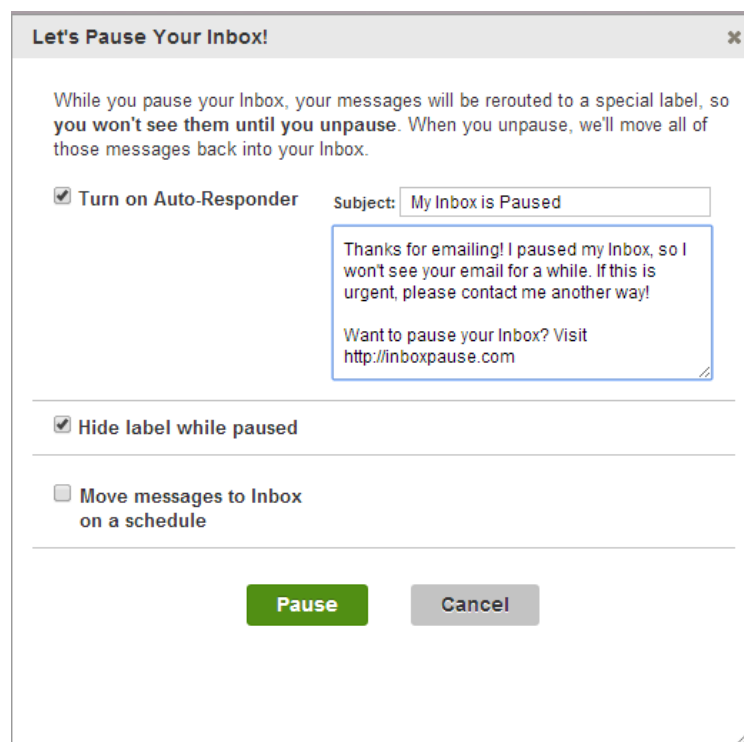 Let's Pause Your Inbox!
While you pause your Inbox, your messages will be rerouted to a special label, so
you won't see them until you unpause. When you unpause, we'll move all of
those messages back into your Inbox.
Turn on Auto-Responder
Subject: My Inbox is Paused
Thanks for emailing! I paused my Inbox, so I
won't see your email for a while. If this is
urgent, please contact me another way!
Want to pause your Inbox? Visit
http://inboxpause.com
Hide label while paused
Move messages to Inbox
on a schedule
Pause
Cancel